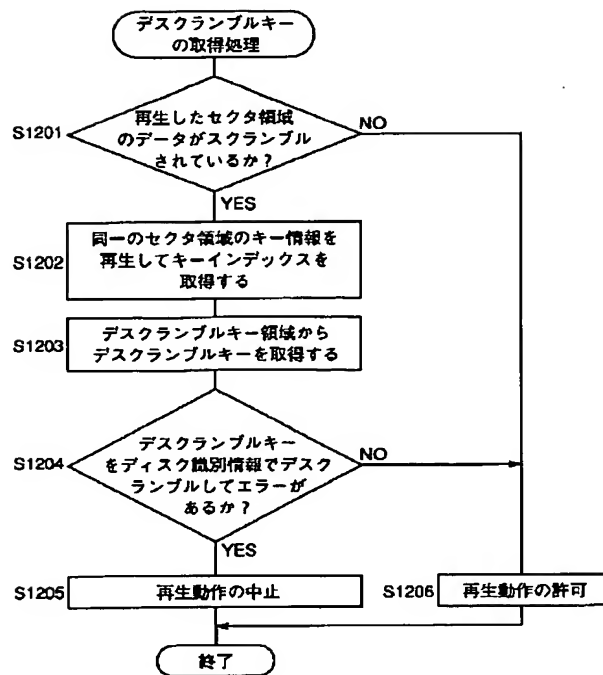 デスクランブルキー
の取得処理
再生したセクタ領域
のデータがスクランブル
されているか？
S1201
NO
YES
同一のセクタ領域のキー情報を
再生してキーインデックスを
取得する
S1202
デスクランブルキー領域から
デスクランブルキーを取得する
S1203
デスクランブルキー
をディスク識別情報でデスク
ランブルしてエラーが
あるか？
S1204
NO
YES
S1205
再生動作の中止
S1206
再生動作の許可
終了